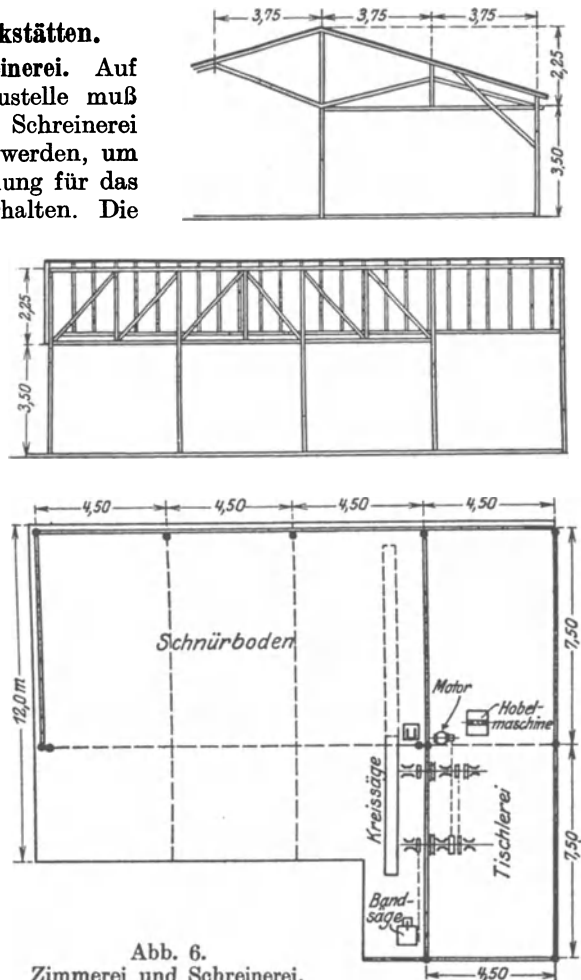 kstätten.
inerei. Auf
ustelle muß
Schreinerei
werden, um
lung für das
halten. Die
3,75 3,75 3,75
2,25
3,50
2,25
3,50
4,50 4,50 4,50 4,50
12,0 m
Schnürboden
Motor
Hobel-
maschine
7,50
Kreissäge
Tischlerei
7,50
Band-
säge
4,50
Abb. 6.
Zimmerei und Schreinerei.